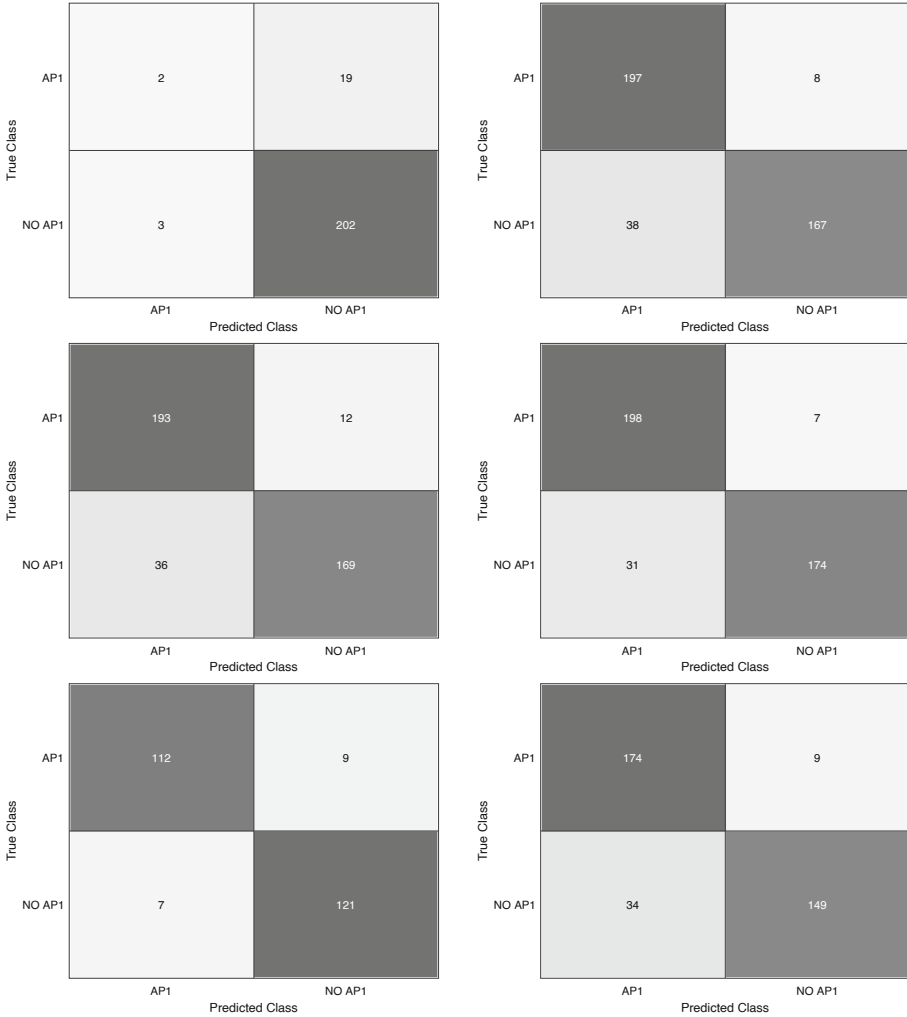 True Class
AP1 2 19
NO AP1 3 202
AP1 NO AP1
Predicted Class
True Class
AP1 197 8
NO AP1 38 167
AP1 NO AP1
Predicted Class
True Class
AP1 193 12
NO AP1 36 169
AP1 NO AP1
Predicted Class
True Class
AP1 198 7
NO AP1 31 174
AP1 NO AP1
Predicted Class
True Class
AP1 112 9
NO AP1 7 121
AP1 NO AP1
Predicted Class
True Class
AP1 174 9
NO AP1 34 149
AP1 NO AP1
Predicted Class